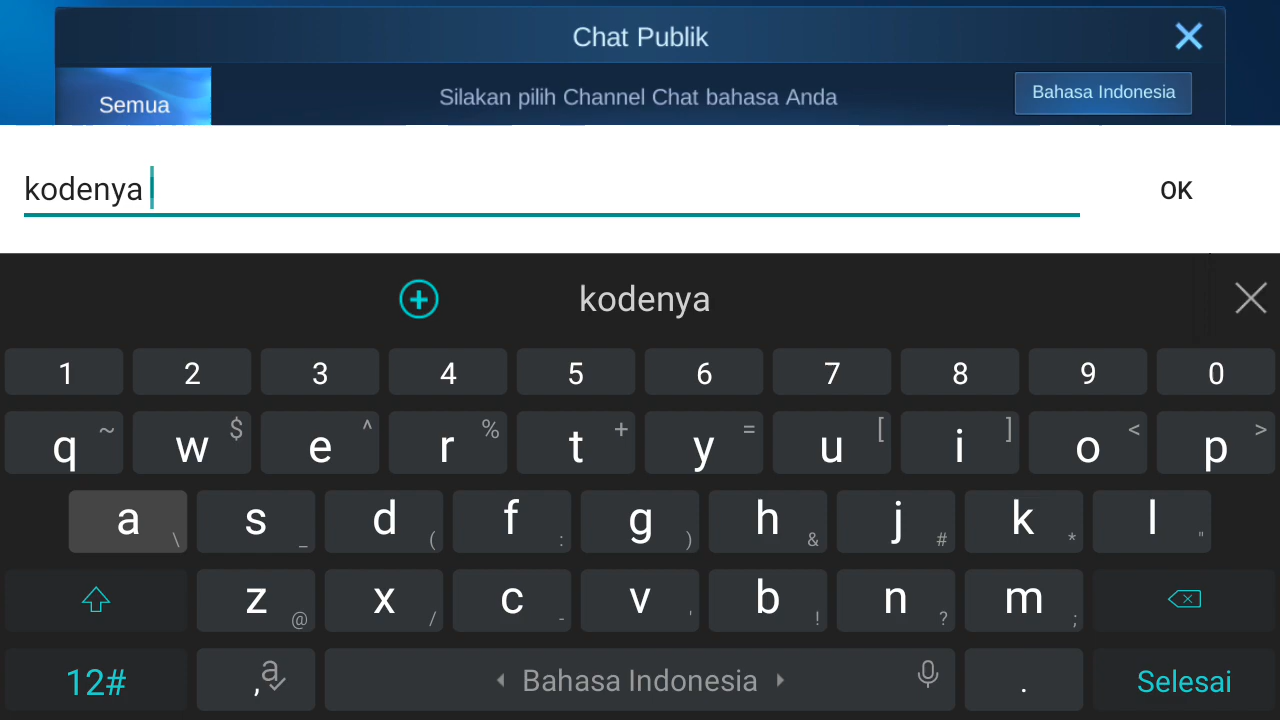 Chat Publik
Semua
Silakan pilih Channel Chat bahasa Anda
Bahasa Indonesia
kodenya
OK
kodenya
1 2 3 4 5 6 7 8 9 0
q ~ w $ e ^ r % t + y = u [ i ] o < p >
a \ s _ d ( f : g ) h & j # k * l "
z @ x / c - v ' b ! n ? m ;
12# , a Bahasa Indonesia . Selesai